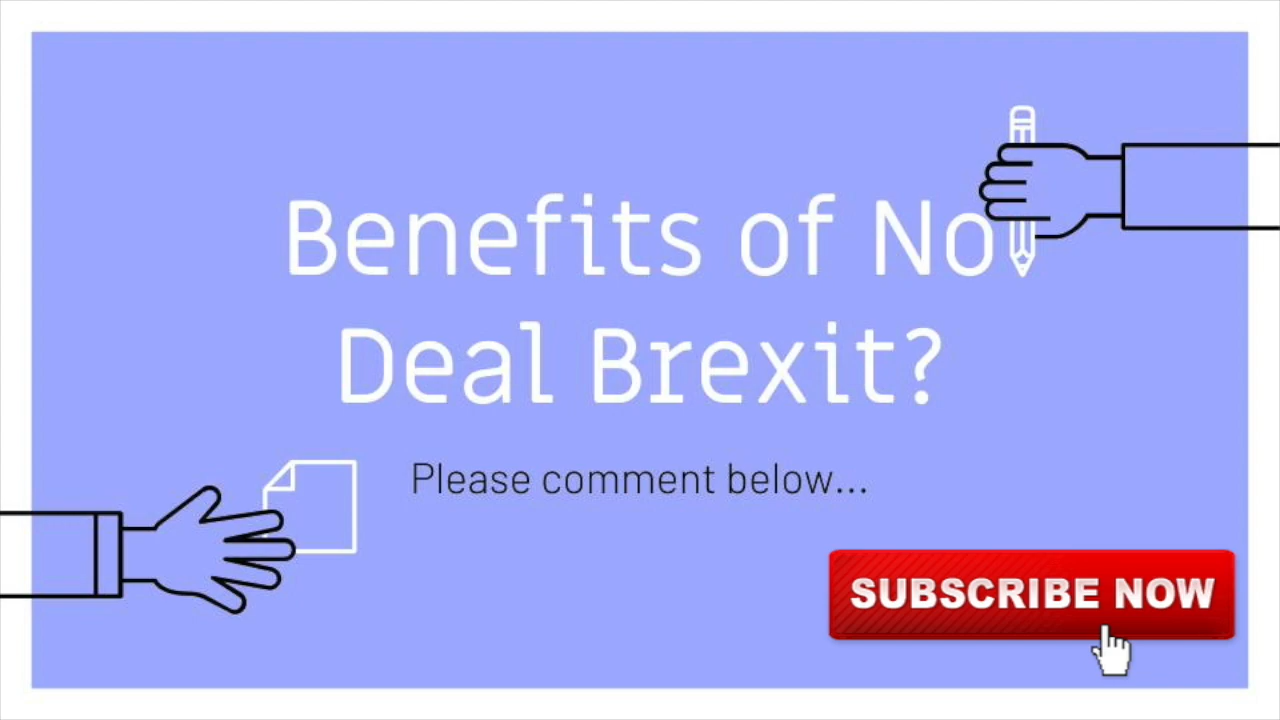 Benefits of No
Deal Brexit?
Please comment below...
SUBSCRIBE NOW